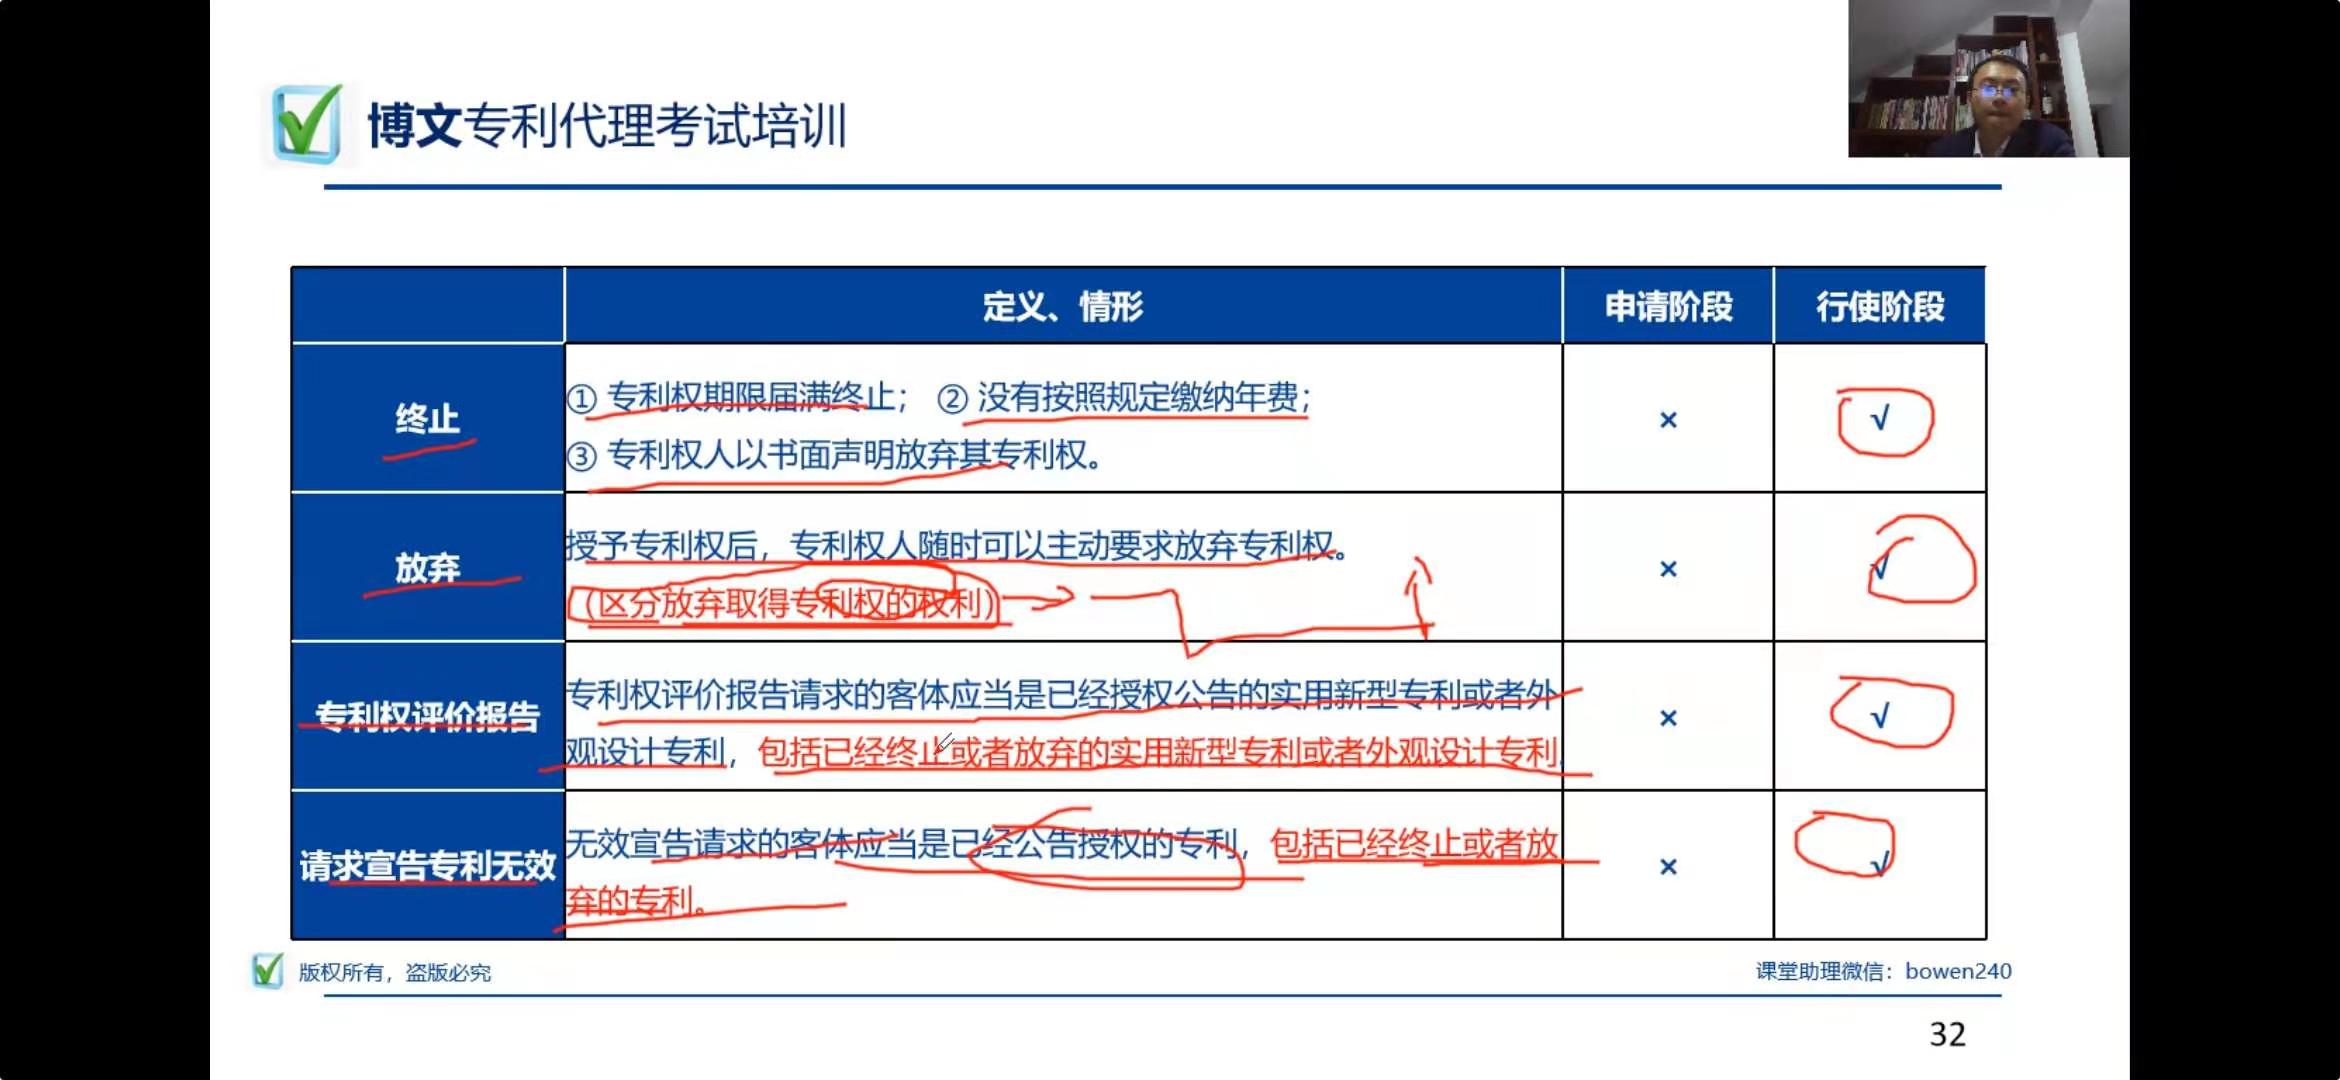 博文专利代理考试培训
定义、情形 申请阶段 行使阶段
终止
① 专利权期限届满终止； ② 没有按照规定缴纳年费；
③ 专利权人以书面声明放弃其专利权。
× √
放弃
授予专利权后，专利权人随时可以主动要求放弃专利权。
（区分放弃取得专利权的权利）
× √
专利权评价报告
专利权评价报告请求的客体应当是已经授权公告的实用新型专利或者外
观设计专利，包括已经终止或者放弃的实用新型专利或者外观设计专利.
× √
请求宣告专利无效
无效宣告请求的客体应当是已经公告授权的专利，包括已经终止或者放
弃的专利。
× √
版权所有，盗版必究
课堂助理微信：bowen240
32